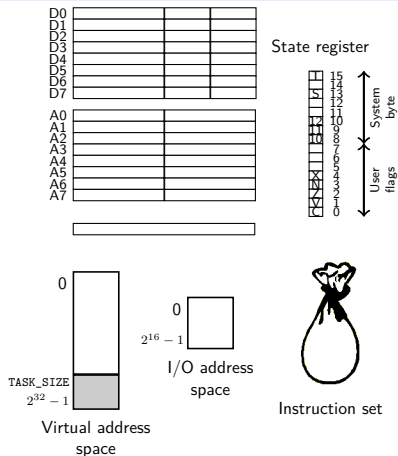 D0
D1
D2
D3
D4
D5
D6
D7
A0
A1
A2
A3
A4
A5
A6
A7
State register
T 15
14
S 13
12
11
I2 10
I1 9
I0 8
7
6
5
X 4
N 3
Z 2
V 1
C 0
System
byte
User
flags
0
TASK_SIZE
2^32 − 1
Virtual address
space
0
2^16 − 1
I/O address
space
Instruction set